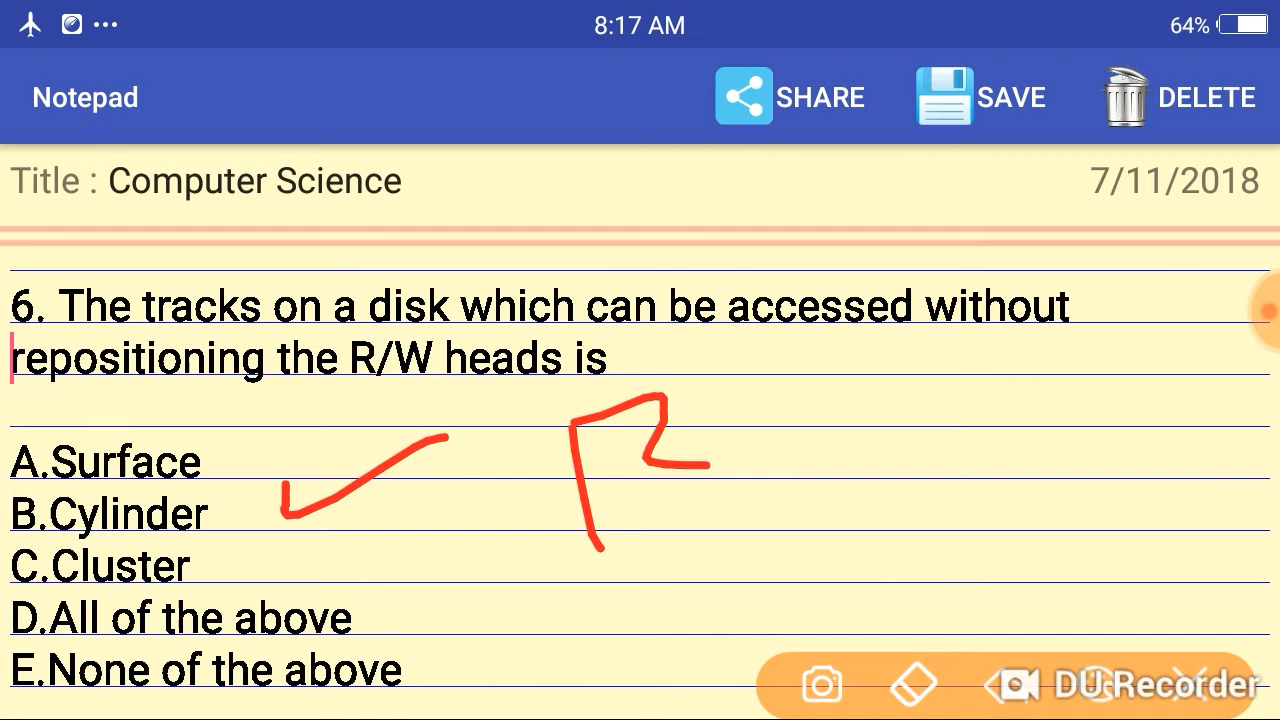 8:17 AM
64%
Notepad
SHARE
SAVE
DELETE
Title : Computer Science
7/11/2018
6. The tracks on a disk which can be accessed without
repositioning the R/W heads is
A.Surface
B.Cylinder
C.Cluster
D.All of the above
E.None of the above
DU Recorder